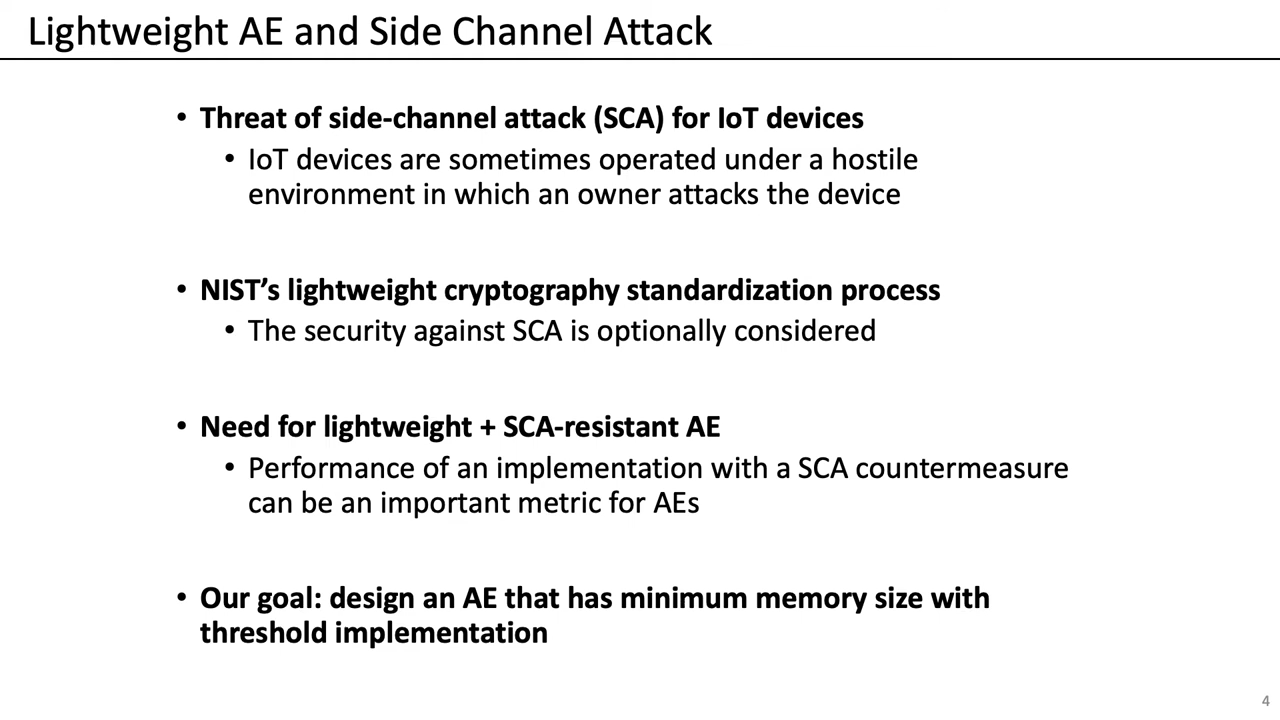 Lightweight AE and Side Channel Attack
• Threat of side-channel attack (SCA) for IoT devices
• IoT devices are sometimes operated under a hostile
environment in which an owner attacks the device
• NIST’s lightweight cryptography standardization process
• The security against SCA is optionally considered
• Need for lightweight + SCA-resistant AE
• Performance of an implementation with a SCA countermeasure
can be an important metric for AEs
• Our goal: design an AE that has minimum memory size with
threshold implementation
4